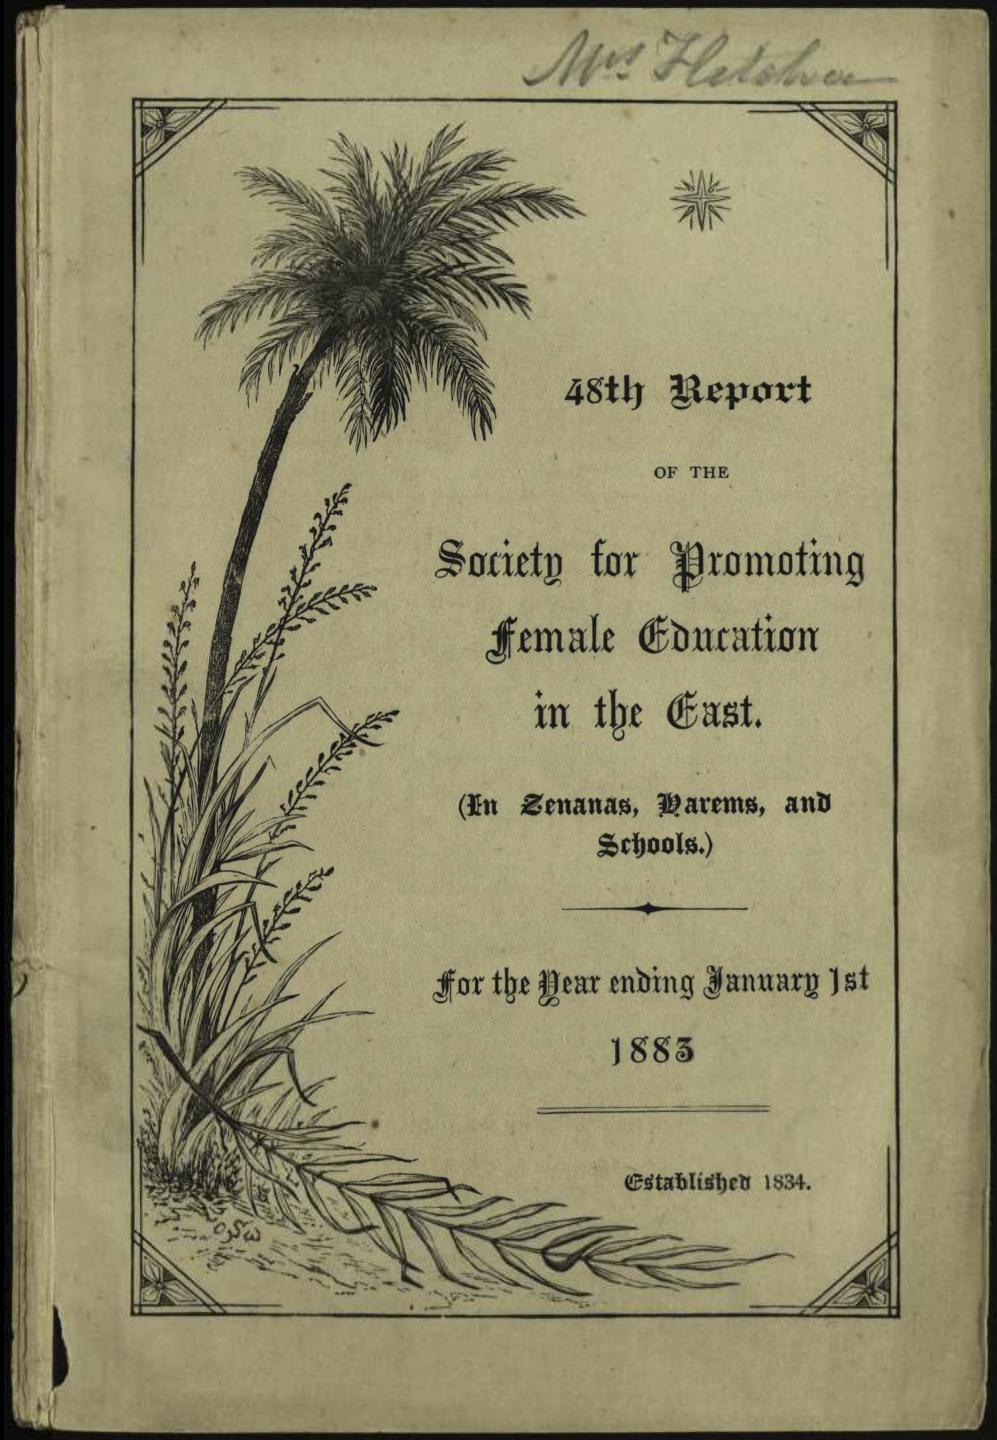 Mrs. Fletcher
48th Report
OF THE
Society for Promoting
Female Education
in the East.
(In Zenanas, Harems, and
Schools.)
For the Year ending January 1st
1883
Established 1834.